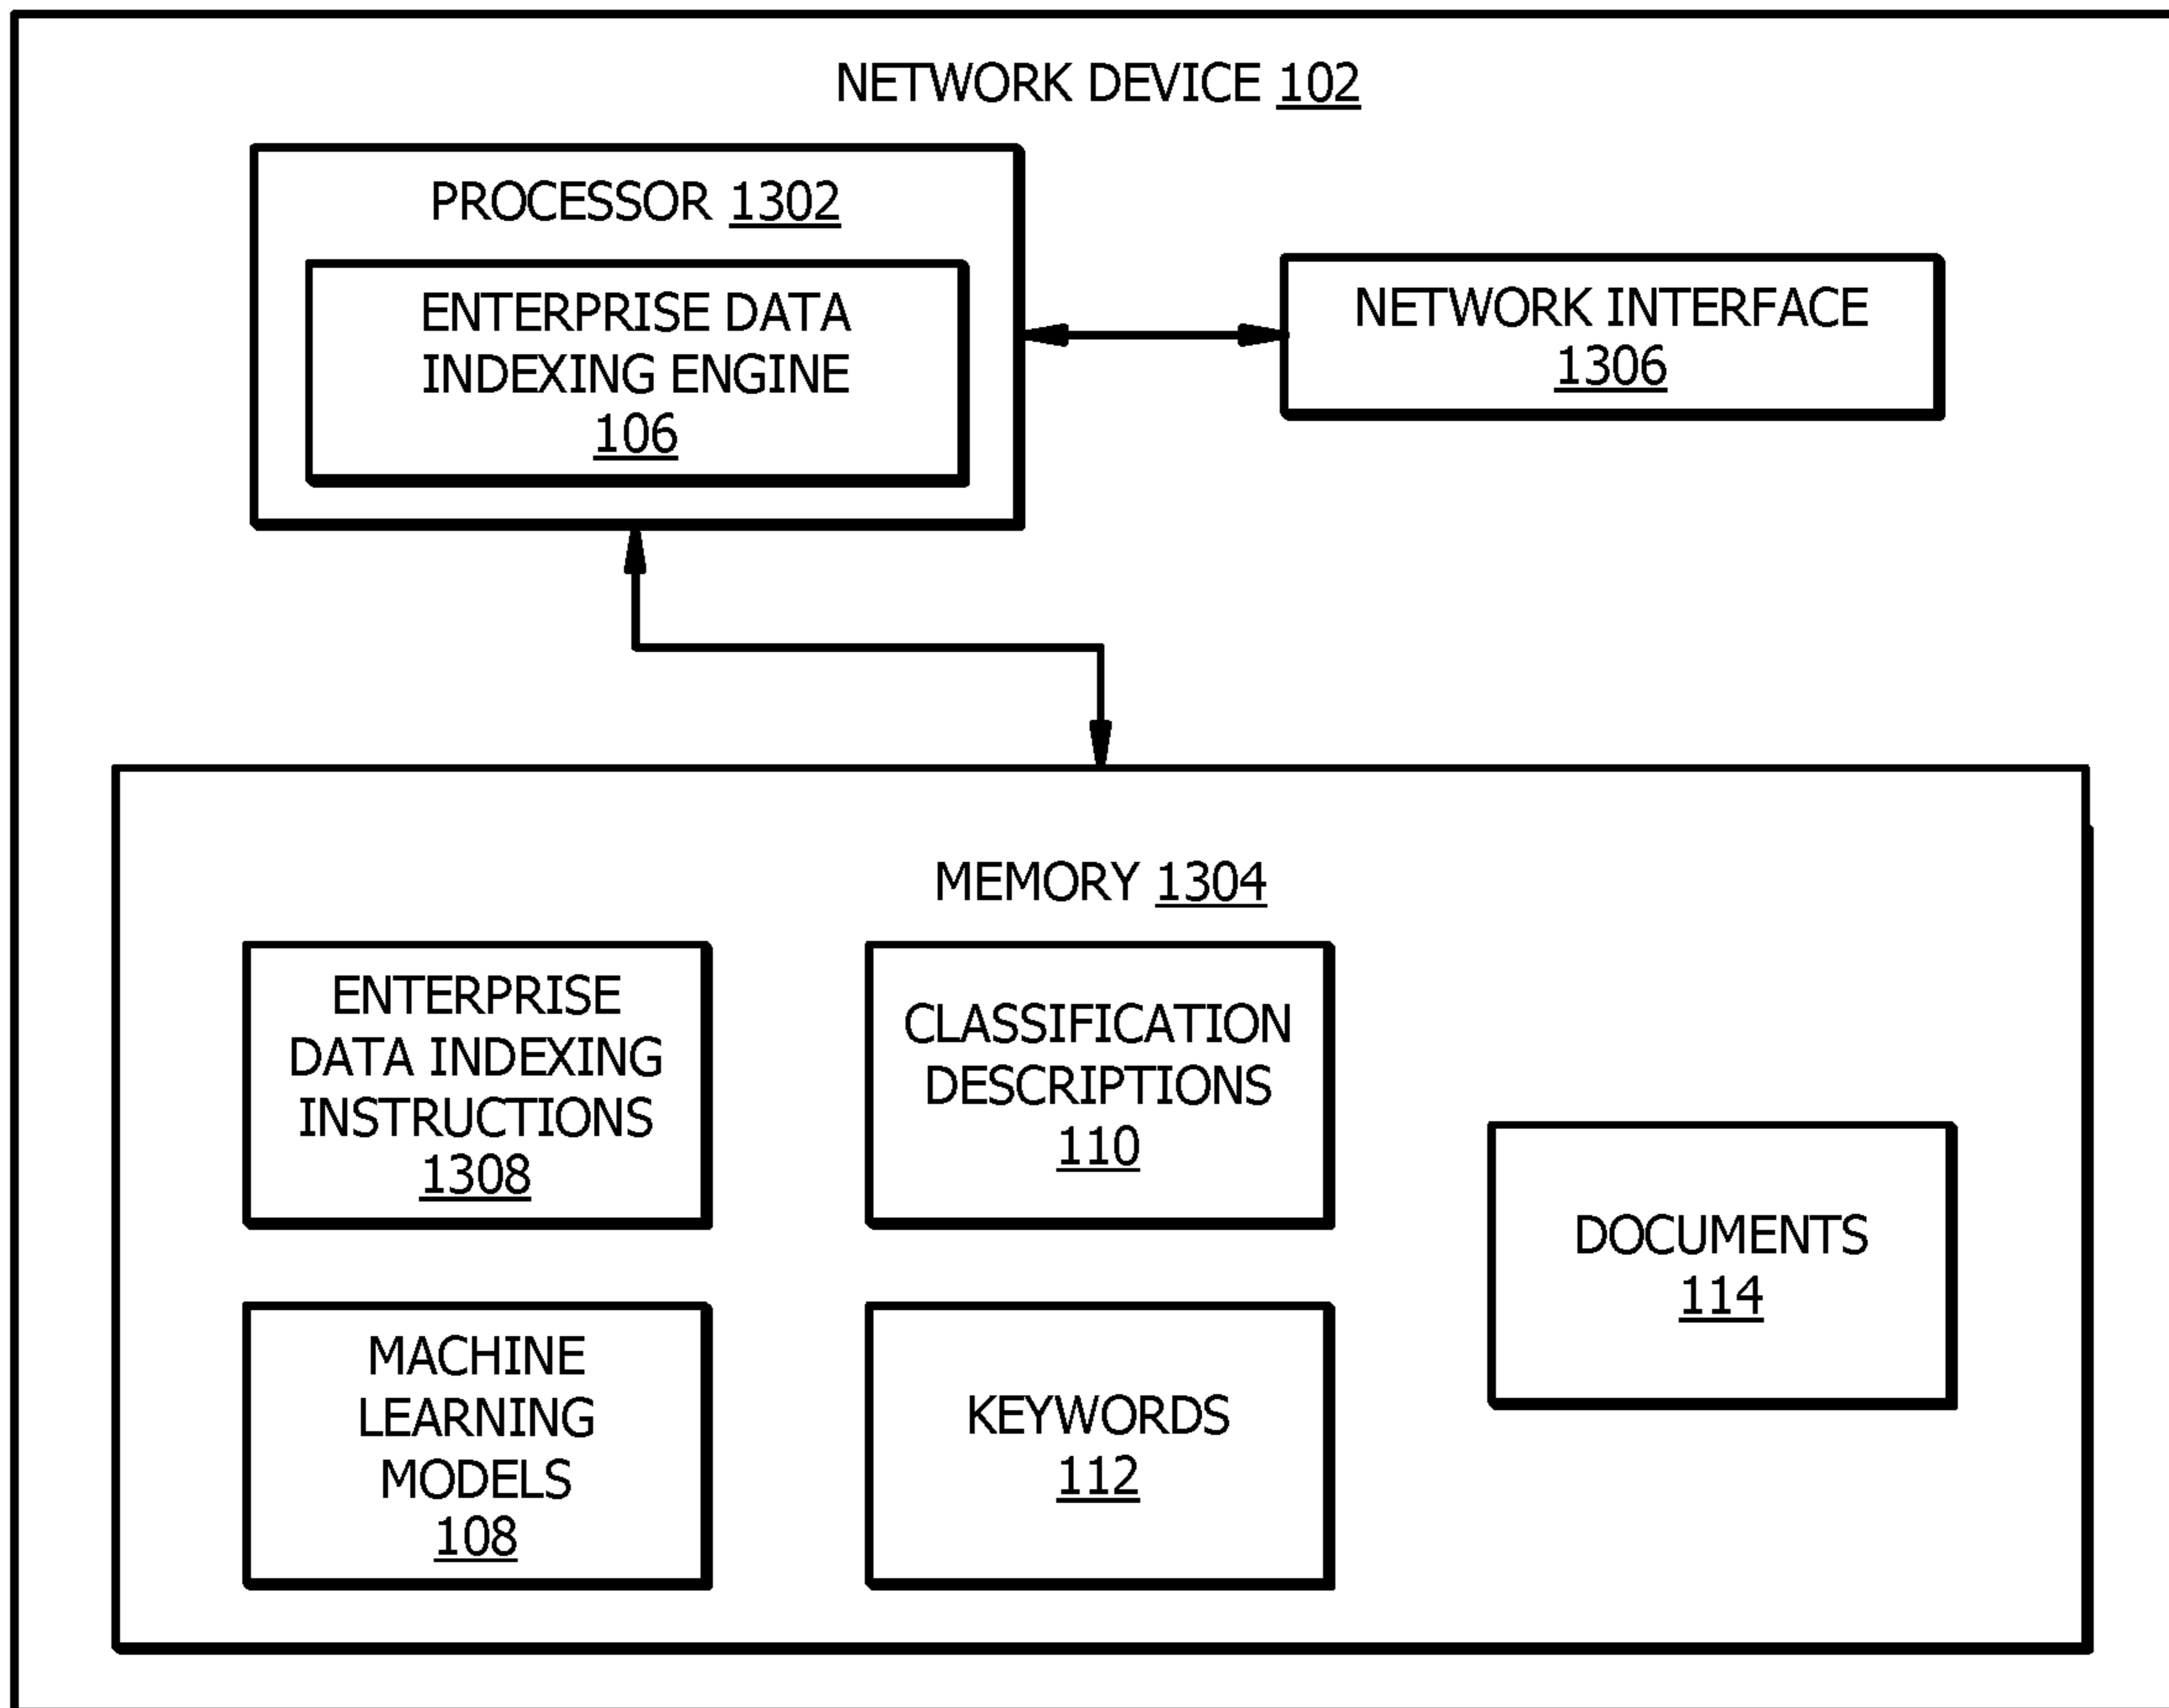 NETWORK DEVICE 102
PROCESSOR 1302
ENTERPRISE DATA
INDEXING ENGINE
106
NETWORK INTERFACE
1306
MEMORY 1304
ENTERPRISE
DATA INDEXING
INSTRUCTIONS
1308
CLASSIFICATION
DESCRIPTIONS
110
DOCUMENTS
114
MACHINE
LEARNING
MODELS
108
KEYWORDS
112